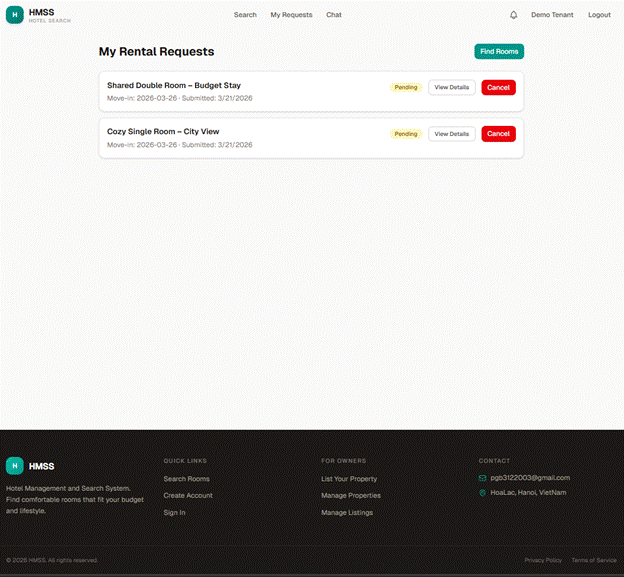 H
HMSS
HOTEL SEARCH
Search
My Requests
Chat
Demo Tenant
Logout
My Rental Requests
Find Rooms
Shared Double Room – Budget Stay
Move-in: 2026-03-26 · Submitted: 3/21/2026
Pending
View Details
Cancel
Cozy Single Room – City View
Move-in: 2026-03-26 · Submitted: 3/21/2026
Pending
View Details
Cancel
H
HMSS
Hotel Management and Search System.
Find comfortable rooms that fit your budget
and lifestyle.
QUICK LINKS
Search Rooms
Create Account
Sign In
FOR OWNERS
List Your Property
Manage Properties
Manage Listings
CONTACT
pgb3122003@gmail.com
HoaLac, Hanoi, VietNam
© 2026 HMSS. All rights reserved.
Privacy Policy
Terms of Service